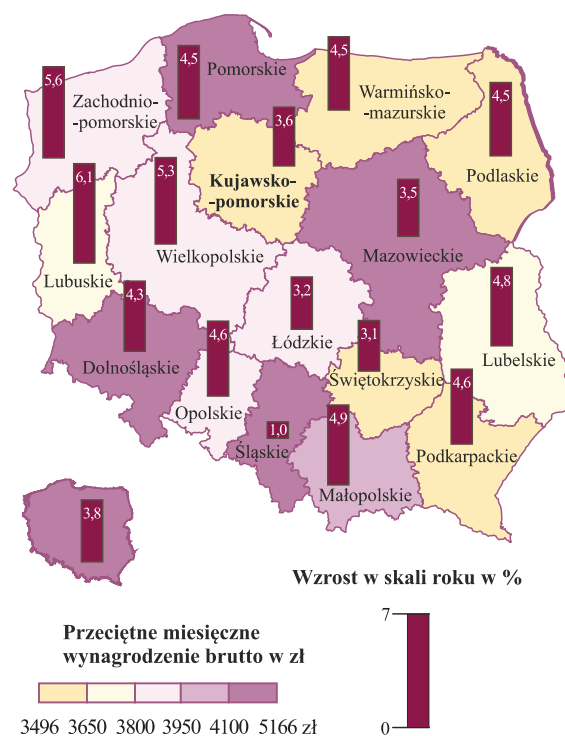 4,5
Pomorskie
4,5
Warmińsko-
-mazurskie
5,6
Zachodnio-
-pomorskie
4,5
Podlaskie
3,6
Kujawsko-
-pomorskie
6,1
Lubuskie
5,3
Wielkopolskie
3,5
Mazowieckie
4,3
Dolnośląskie
3,2
Łódzkie
4,8
Lubelskie
4,6
Opolskie
3,1
Świętokrzyskie
1,0
Śląskie
4,9
Małopolskie
4,6
Podkarpackie
3,8
Wzrost w skali roku w %
7
0
Przeciętne miesięczne
wynagrodzenie brutto w zł
3496 3650 3800 3950 4100 5166 zł